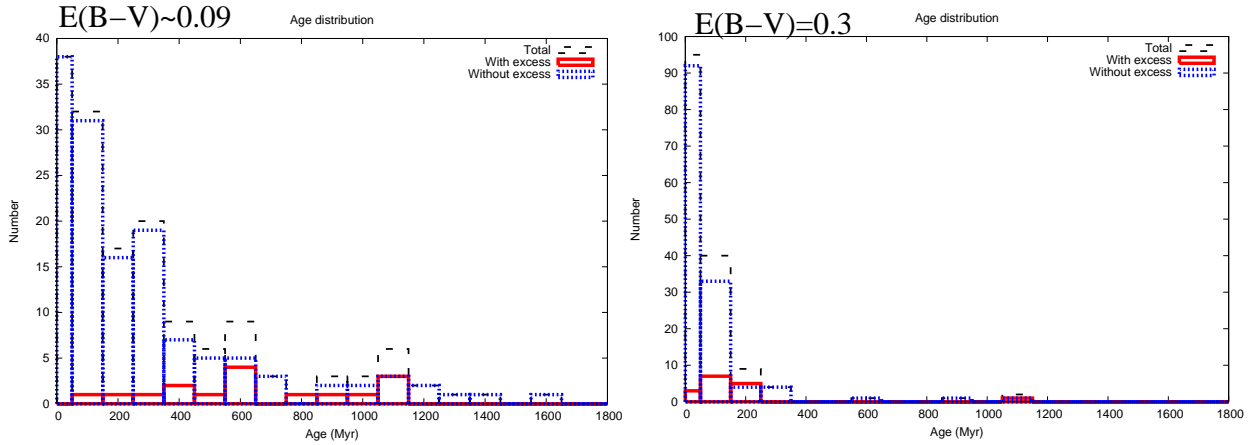 E(B−V)~0.09
Age distribution
Total
With excess
Without excess
Number
40
35
30
25
20
15
10
5
0
0 200 400 600 800 1000 1200 1400 1600 1800
Age (Myr)
E(B−V)=0.3
Age distribution
Total
With excess
Without excess
Number
100
90
80
70
60
50
40
30
20
10
0
0 200 400 600 800 1000 1200 1400 1600 1800
Age (Myr)